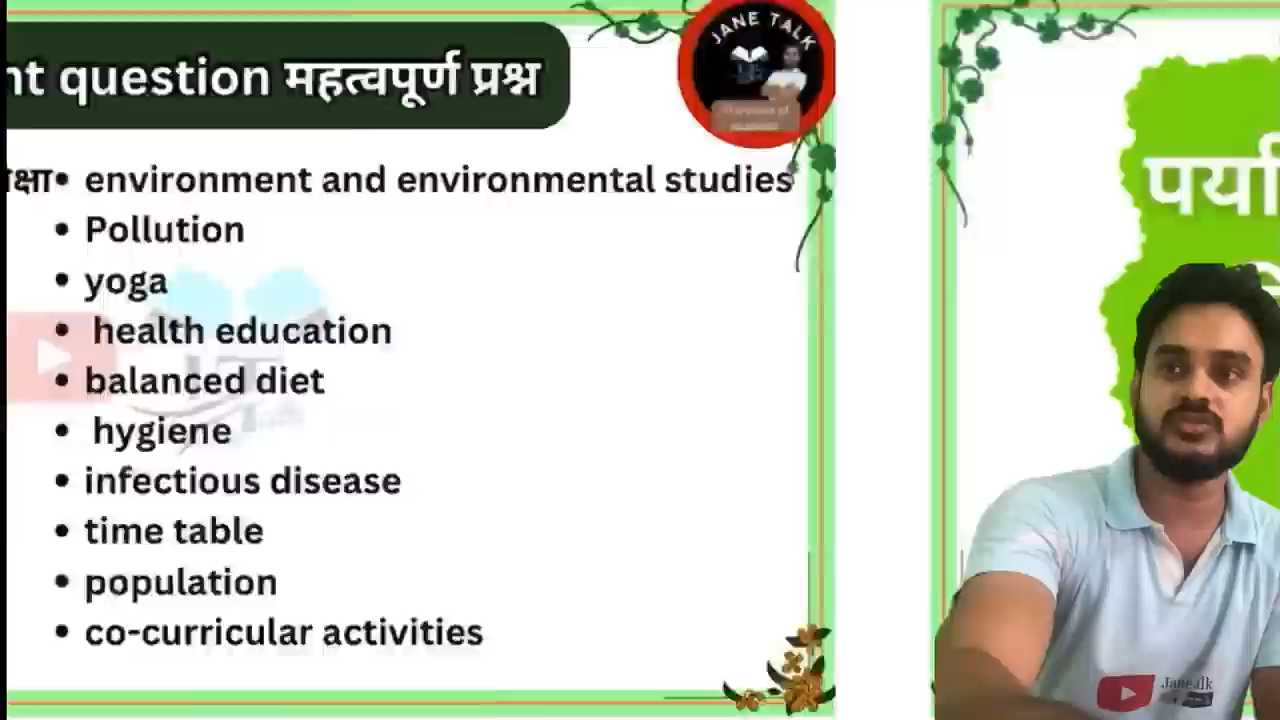 nt question महत्वपूर्ण प्रश्न
JANE TALK
क्षा• environment and environmental studies
• Pollution
• yoga
• health education
• balanced diet
• hygiene
• infectious disease
• time table
• population
• co-curricular activities
पर्या